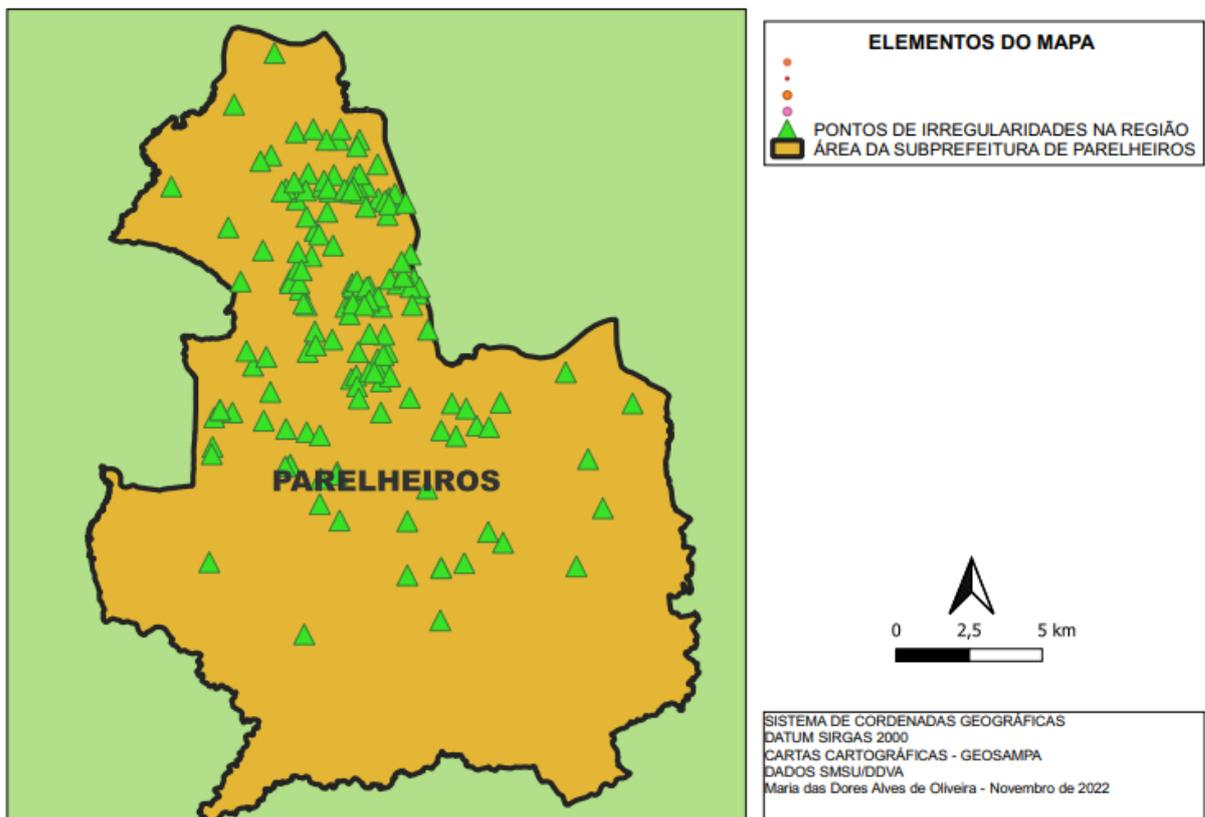 ELEMENTOS DO MAPA
PONTOS DE IRREGULARIDADES NA REGIÃO
ÁREA DA SUBPREFEITURA DE PARELHEIROS
PARELHEIROS
0 2,5 5 km
SISTEMA DE CORDENADAS GEOGRÁFICAS
DATUM SIRGAS 2000
CARTAS CARTOGRÁFICAS - GEOSAMPA
DADOS SMSU/DDVA
Maria das Dores Alves de Oliveira - Novembro de 2022